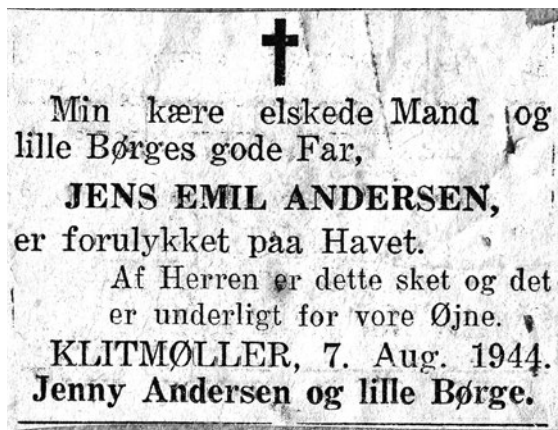 Min kære elskede Mand og
lille Børges gode Far,
JENS EMIL ANDERSEN,
er forulykket paa Havet.
Af Herren er dette sket og det
er underligt for vore Øjne.
KLITMØLLER, 7. Aug. 1944.
Jenny Andersen og lille Børge.